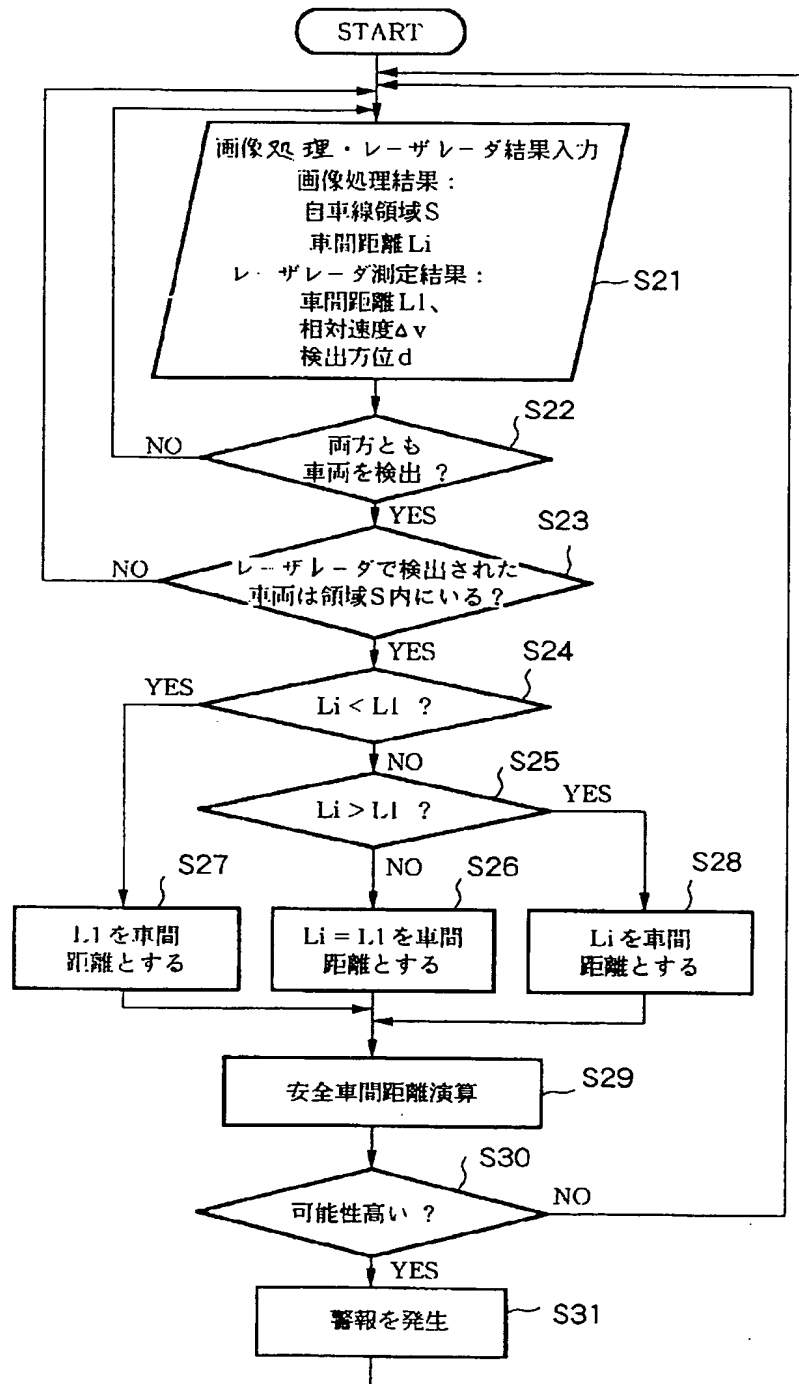 START
画像処理・レーザレーダ結果入力
画像処理結果：
自車線領域S
車間距離Li
レーザレーダ測定結果：
車間距離L1、
相対速度△v
検出方位d
S21
S22
両方とも
車両を検出 ？
NO
YES
S23
レーザレーダで検出された
車両は領域S内にいる？
NO
YES
S24
Li < L1 ？
YES
NO
S25
Li > L1 ？
YES
NO
S27
L1を車間
距離とする
S26
Li = L1を車間
距離とする
S28
Liを車間
距離とする
安全車間距離演算
S29
S30
可能性高い ？
NO
YES
警報を発生
S31